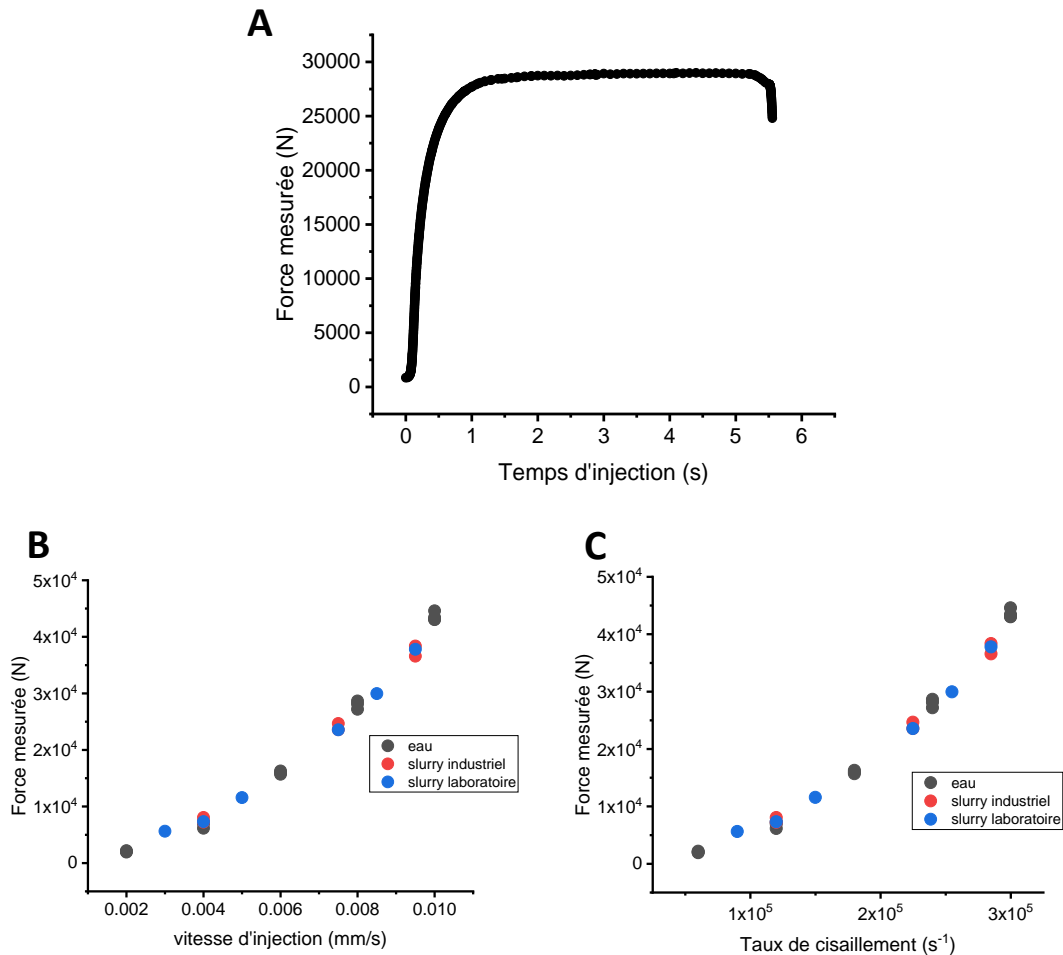 A
Force mesurée (N)
30000
25000
20000
15000
10000
5000
0
0 1 2 3 4 5 6
Temps d'injection (s)
B
Force mesurée (N)
5x10⁴
4x10⁴
3x10⁴
2x10⁴
1x10⁴
0
eau
slurry industriel
slurry laboratoire
0.002 0.004 0.006 0.008 0.010
vitesse d'injection (mm/s)
C
Force mesurée (N)
5x10⁴
4x10⁴
3x10⁴
2x10⁴
1x10⁴
0
eau
slurry industriel
slurry laboratoire
1x10⁵ 2x10⁵ 3x10⁵
Taux de cisaillement (s⁻¹)